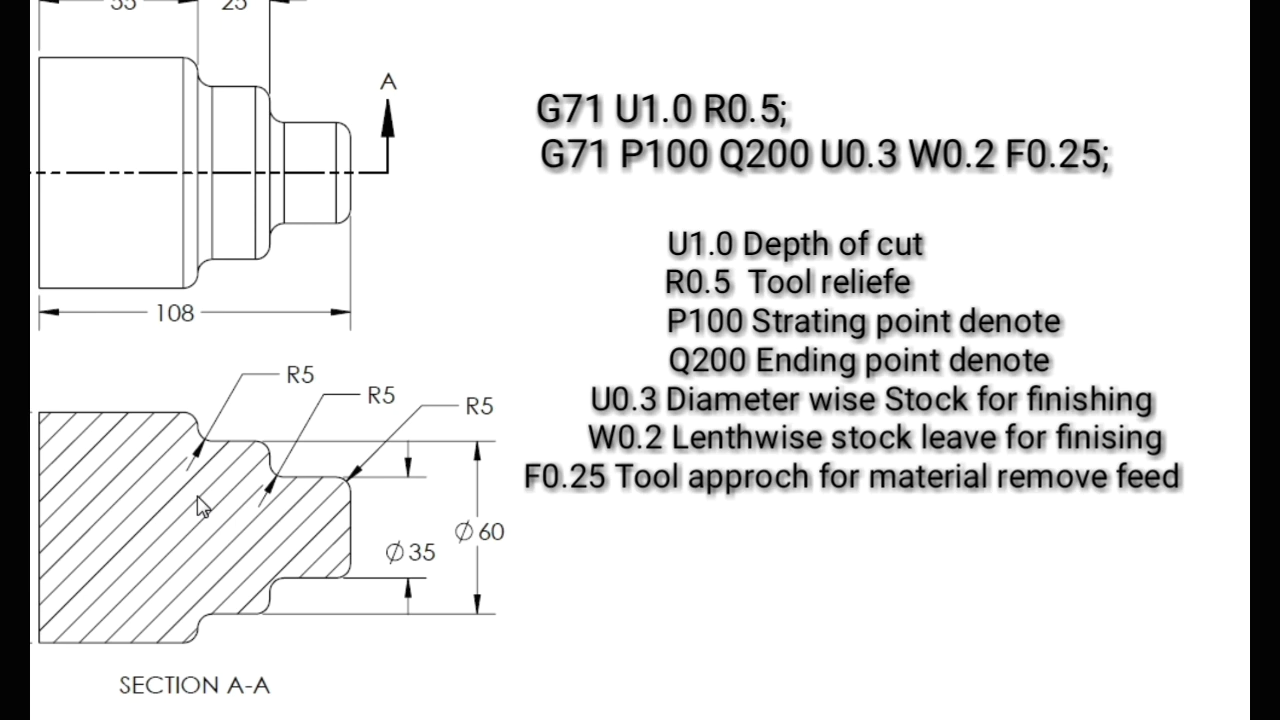 55 25
A
108
R5
R5
R5
∅60
∅35
SECTION A-A
G71 U1.0 R0.5;
G71 P100 Q200 U0.3 W0.2 F0.25;
U1.0 Depth of cut
R0.5 Tool reliefe
P100 Strating point denote
Q200 Ending point denote
U0.3 Diameter wise Stock for finishing
W0.2 Lenthwise stock leave for finising
F0.25 Tool approch for material remove feed